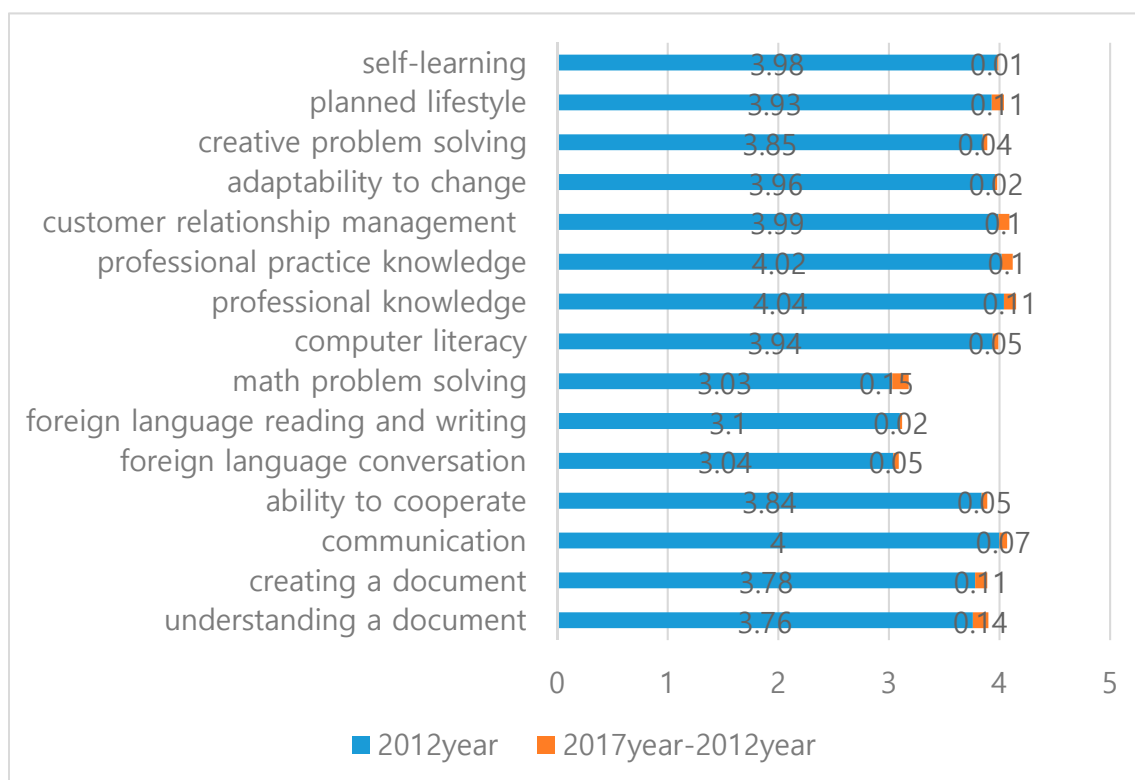 self-learning 3.98 0.01
planned lifestyle 3.93 0.11
creative problem solving 3.85 0.04
adaptability to change 3.96 0.02
customer relationship management 3.99 0.1
professional practice knowledge 4.02 0.1
professional knowledge 4.04 0.11
computer literacy 3.94 0.05
math problem solving 3.03 0.15
foreign language reading and writing 3.1 0.02
foreign language conversation 3.04 0.05
ability to cooperate 3.84 0.05
communication 4 0.07
creating a document 3.78 0.11
understanding a document 3.76 0.14
0 1 2 3 4 5
2012year 2017year-2012year